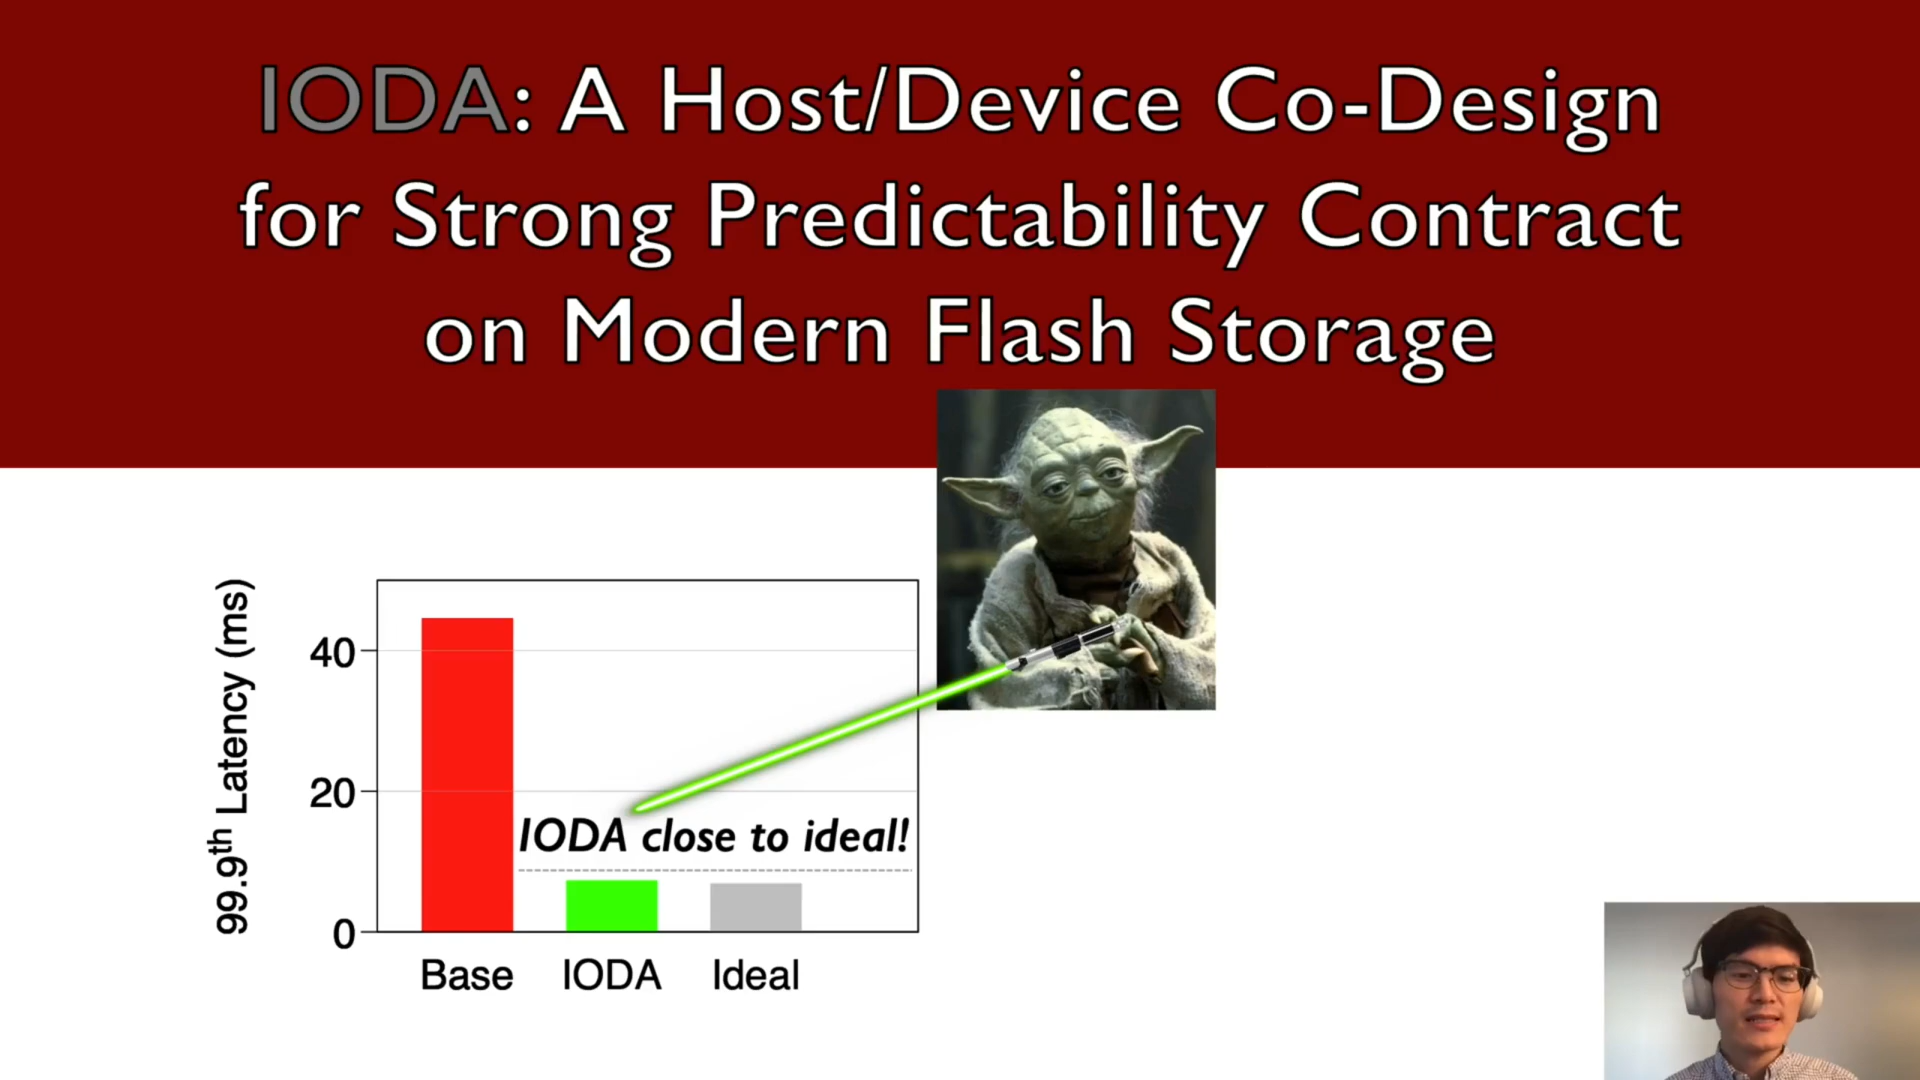 IODA: A Host/Device Co-Design
for Strong Predictability Contract
on Modern Flash Storage
99.9th Latency (ms)
40
20
0
IODA close to ideal!
Base IODA Ideal